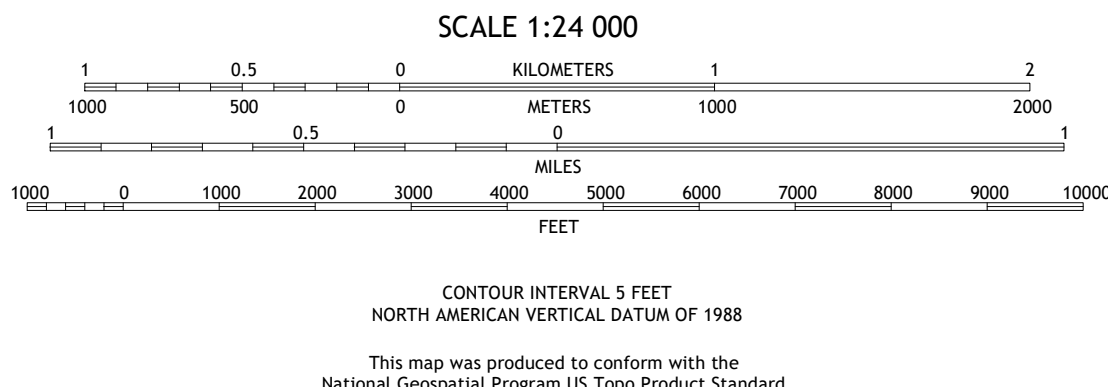 SCALE 1:24 000
1 0.5 0 KILOMETERS 1 2
1000 500 0 METERS 1000 2000
1 0.5 0 1
MILES
1000 0 1000 2000 3000 4000 5000 6000 7000 8000 9000 10000
FEET
CONTOUR INTERVAL 5 FEET
NORTH AMERICAN VERTICAL DATUM OF 1988
This map was produced to conform with the
National Geospatial Program US Topo Product Standard